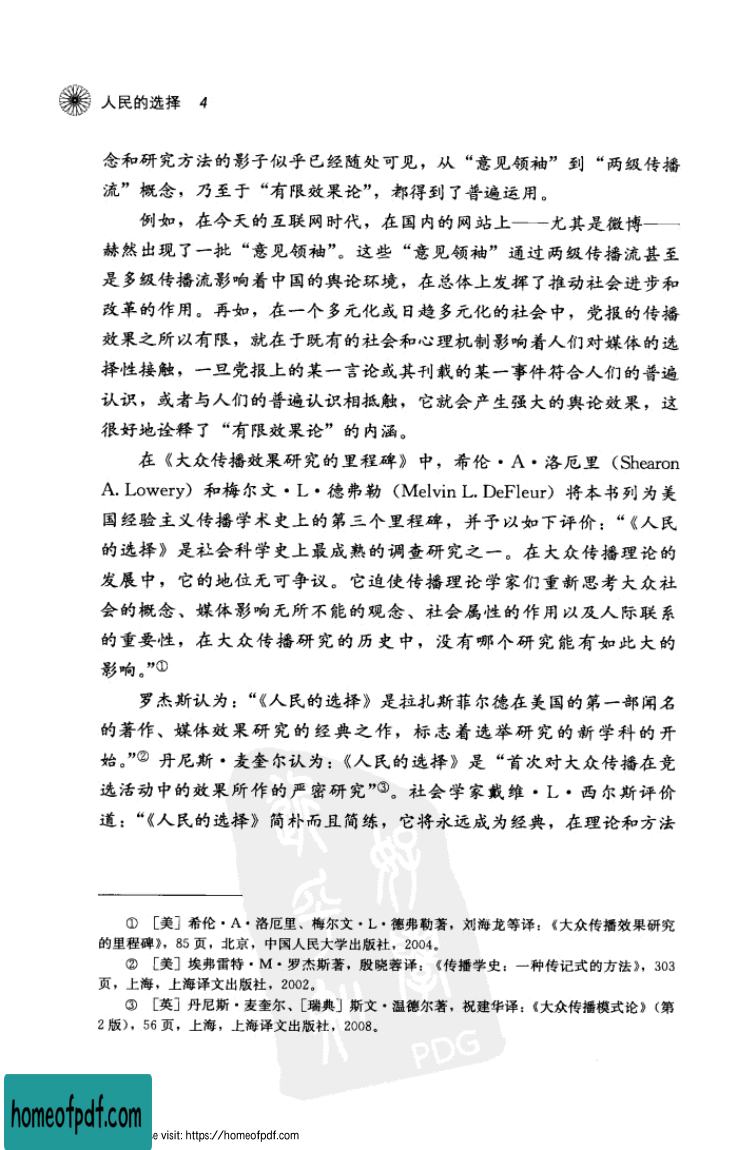 人民的选择 4
念和研究方法的影子似乎已经随处可见，从“意见领袖”到“两级传播
流”概念，乃至于“有限效果论”，都得到了普遍运用。
例如，在今天的互联网时代，在国内的网站上——尤其是微博——
赫然出现了一批“意见领袖”。这些“意见领袖”通过两级传播流甚至
是多级传播流影响着中国的舆论环境，在总体上发挥了推动社会进步和
改革的作用。再如，在一个多元化或日趋多元化的社会中，党报的传播
效果之所以有限，就在于既有的社会和心理机制影响着人们对媒体的选
择性接触，一旦党报上的某一言论或其刊载的某一事件符合人们的普遍
认识，或者与人们的普遍认识相抵触，它就会产生强大的舆论效果，这
很好地诠释了“有限效果论”的内涵。
在《大众传播效果研究的里程碑》中，希伦·A·洛厄里（Shearon
A. Lowery）和梅尔文·L·德弗勒（Melvin L. DeFleur）将本书列为美
国经验主义传播学术史上的第三个里程碑，并予以如下评价：“《人民
的选择》是社会科学史上最成熟的调查研究之一。在大众传播理论的
发展中，它的地位无可争议。它迫使传播理论学家们重新思考大众社
会的概念、媒体影响无所不能的观念、社会属性的作用以及人际联系
的重要性，在大众传播研究的历史中，没有哪个研究能有如此大的
影响。”①
罗杰斯认为：“《人民的选择》是拉扎斯菲尔德在美国的第一部闻名
的著作、媒体效果研究的经典之作，标志着选举研究的新学科的开
始。”② 丹尼斯·麦奎尔认为：《人民的选择》是“首次对大众传播在竞
选活动中的效果所作的严密研究”③。社会学家戴维·L·西尔斯评价
道：“《人民的选择》简朴而且简练，它将永远成为经典，在理论和方法
① ［美］希伦·A·洛厄里、梅尔文·L·德弗勒著，刘海龙等译：《大众传播效果研究
的里程碑》，85 页，北京，中国人民大学出版社，2004。
② ［美］埃弗雷特·M·罗杰斯著，殷晓蓉译：《传播学史：一种传记式的方法》，303
页，上海，上海译文出版社，2002。
③ ［英］丹尼斯·麦奎尔、［瑞典］斯文·温德尔著，祝建华译：《大众传播模式论》（第
2 版），56 页，上海，上海译文出版社，2008。
PDG
homeofpdf.com
se visit: https://homeofpdf.com